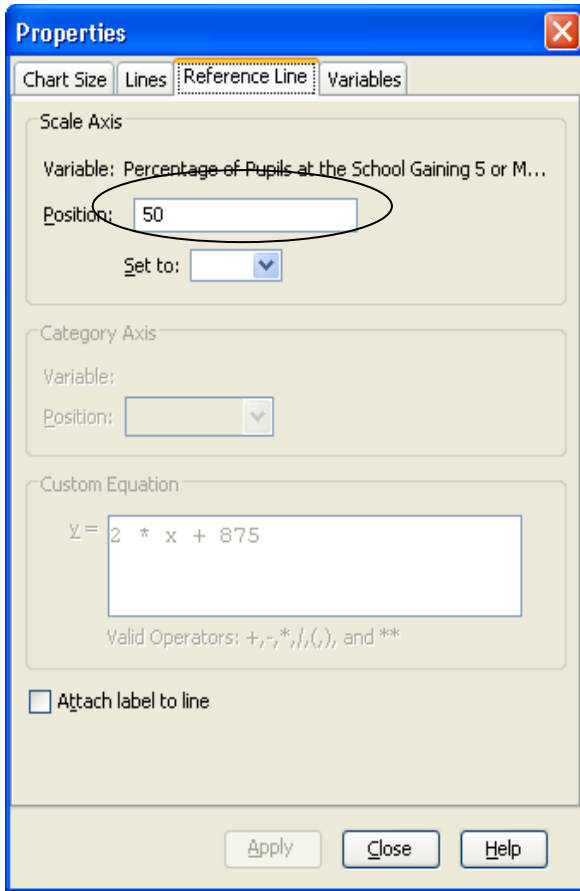 Properties
Chart Size Lines Reference Line Variables
Scale Axis
Variable: Percentage of Pupils at the School Gaining 5 or M...
Position: 50
Set to:
Category Axis
Variable:
Position:
Custom Equation
y = 2 * x + 875
Valid Operators: +,-,*,/,(,), and **
Attach label to line
Apply Close Help